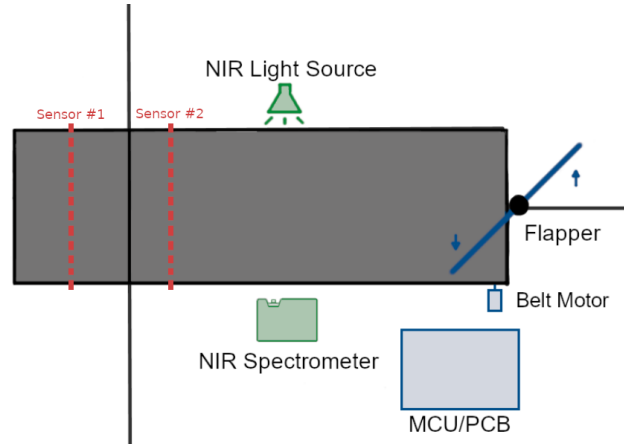 NIR Light Source
Sensor #1
Sensor #2
Flapper
Belt Motor
NIR Spectrometer
MCU/PCB